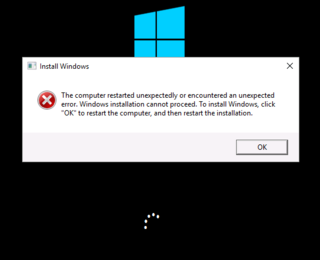 Install Windows
The computer restarted unexpectedly or encountered an unexpected
error. Windows installation cannot proceed. To install Windows, click
"OK" to restart the computer, and then restart the installation.
OK